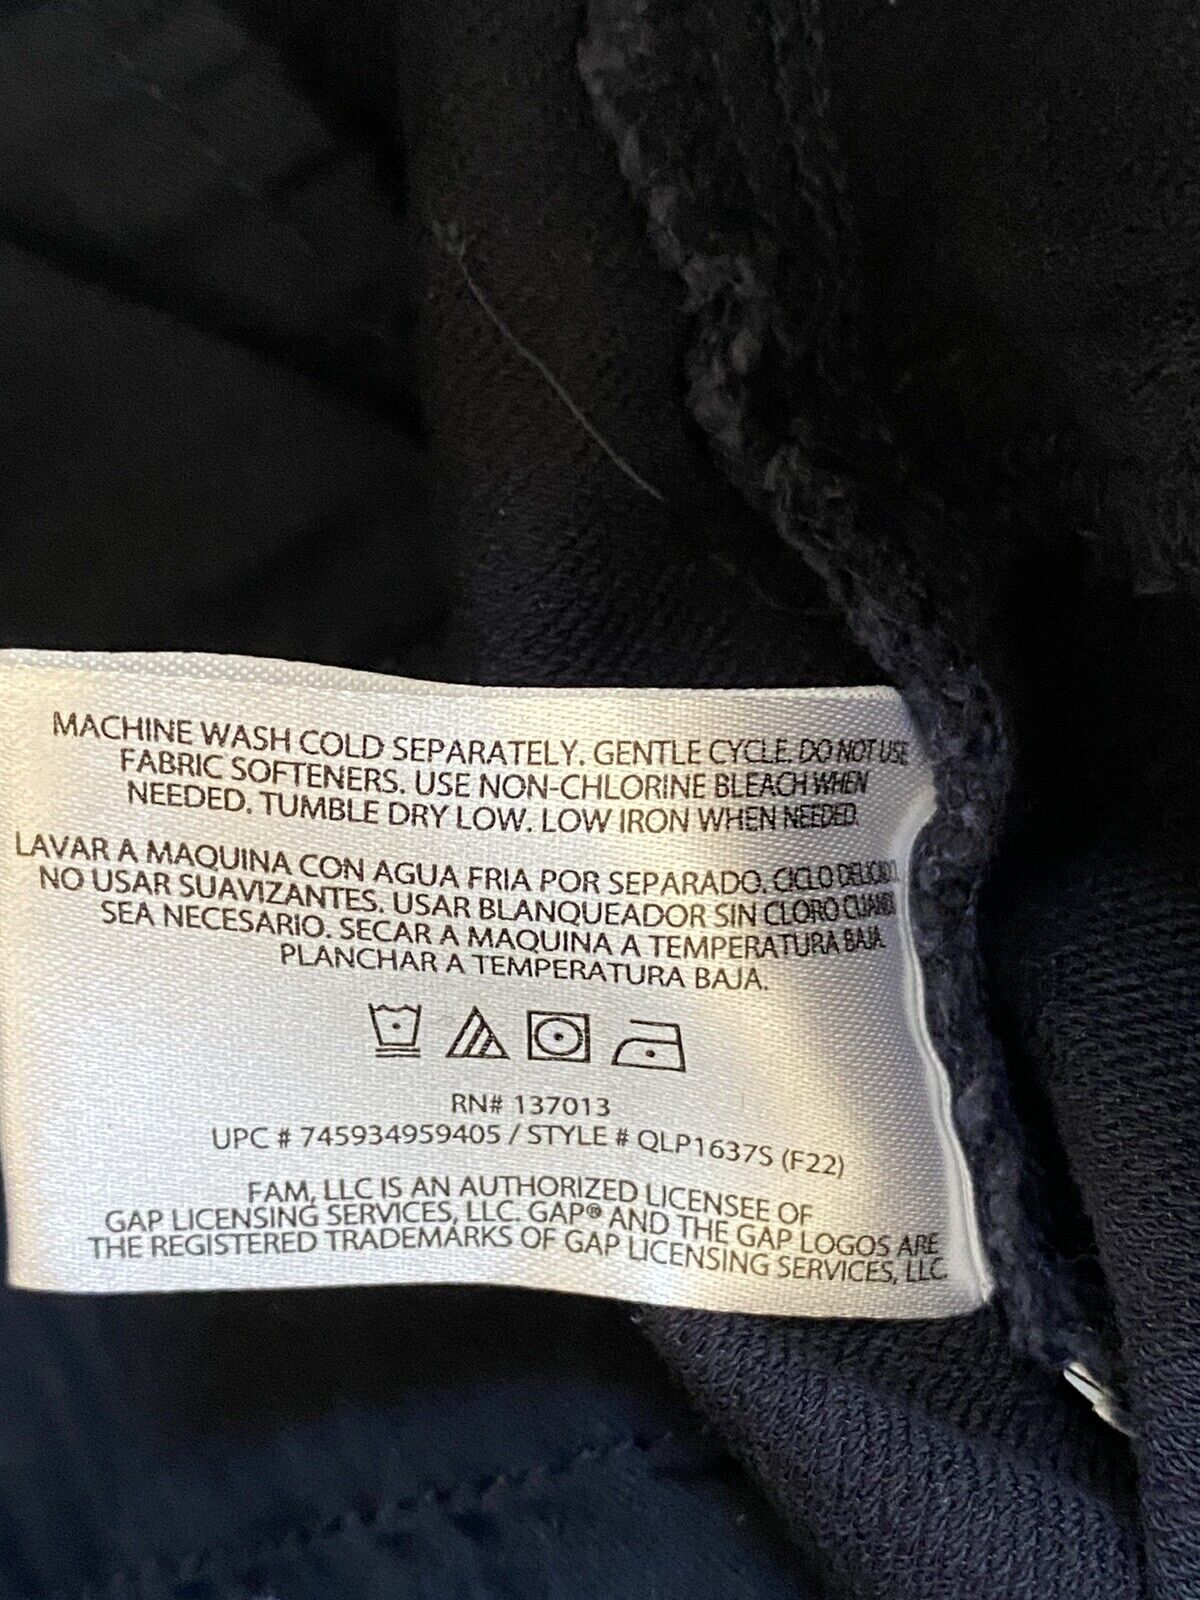 MACHINE WASH COLD SEPARATELY. GENTLE CYCLE. DO NOT USE
FABRIC SOFTENERS. USE NON-CHLORINE BLEACH WHEN
NEEDED. TUMBLE DRY LOW. LOW IRON WHEN NEEDED.
LAVAR A MAQUINA CON AGUA FRIA POR SEPARADO. CICLO DELICADO.
NO USAR SUAVIZANTES. USAR BLANQUEADOR SIN CLORO CUANDO
SEA NECESARIO. SECAR A MAQUINA A TEMPERATURA BAJA.
PLANCHAR A TEMPERATURA BAJA.
RN# 137013
UPC # 745934959405 / STYLE # QLP1637S (F22)
FAM, LLC IS AN AUTHORIZED LICENSEE OF
GAP LICENSING SERVICES, LLC. GAP® AND THE GAP LOGOS ARE
THE REGISTERED TRADEMARKS OF GAP LICENSING SERVICES, LLC